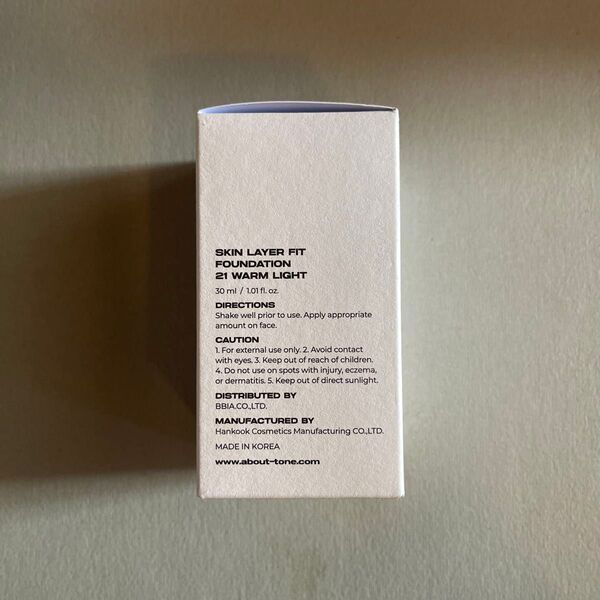 SKIN LAYER FIT
FOUNDATION
21 WARM LIGHT
30 ml / 1.01 fl. oz.
DIRECTIONS
Shake well prior to use. Apply appropriate
amount on face.
CAUTION
1. For external use only. 2. Avoid contact
with eyes. 3. Keep out of reach of children.
4. Do not use on spots with injury, eczema,
or dermatitis. 5. Keep out of direct sunlight.
DISTRIBUTED BY
BBIA.CO.,LTD.
MANUFACTURED BY
Hankook Cosmetics Manufacturing CO.,LTD.
MADE IN KOREA
www.about-tone.com